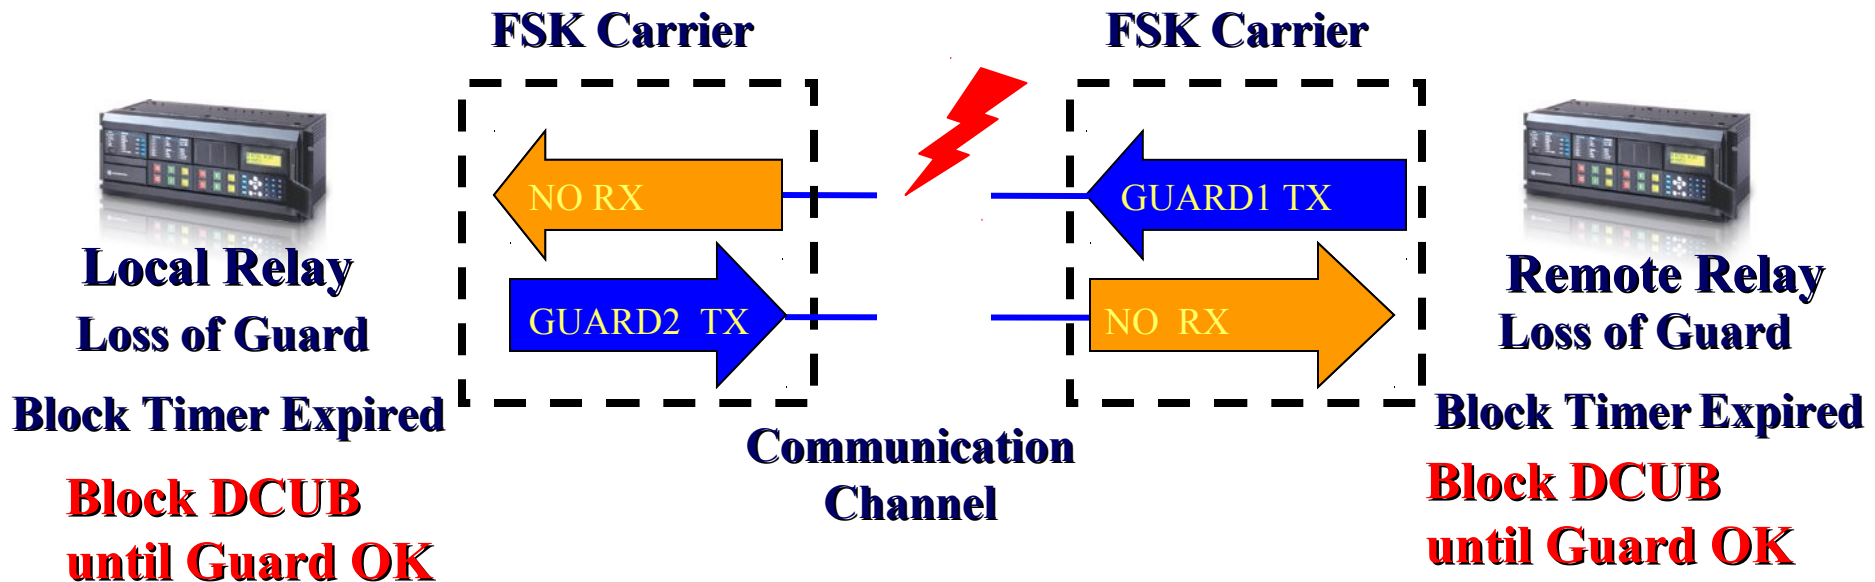 FSK Carrier
FSK Carrier
NO RX
GUARD1 TX
Local Relay
Remote Relay
GUARD2 TX
NO RX
Loss of Guard
Loss of Guard
Block Timer Expired
Block Timer Expired
Communication
Channel
Block DCUB
until Guard OK
Block DCUB
until Guard OK